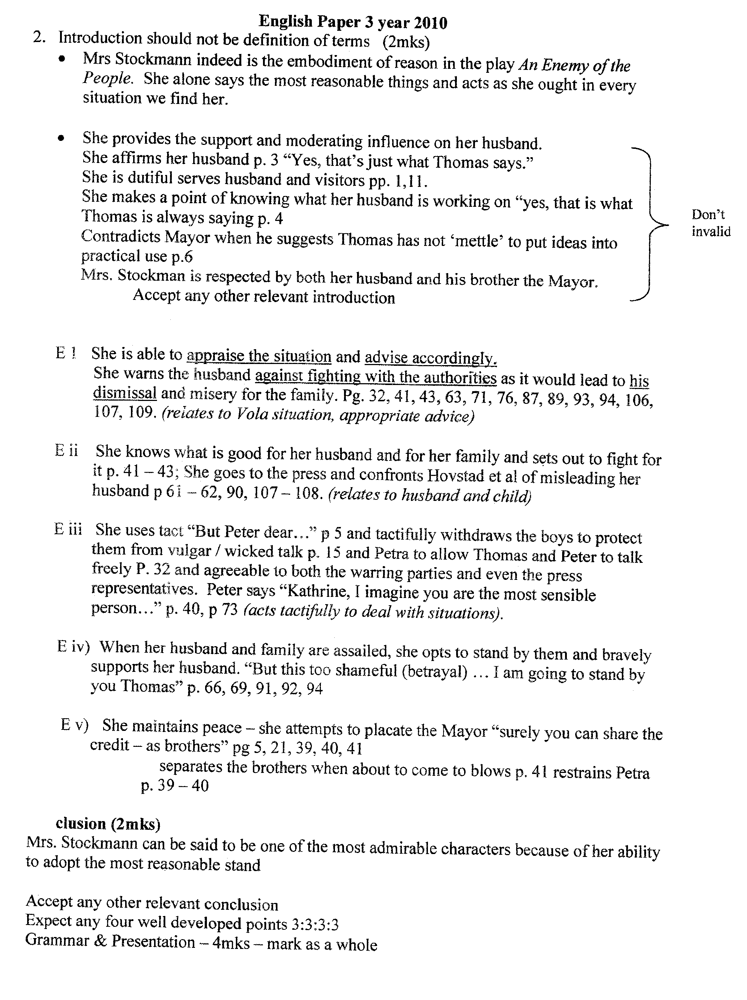 English Paper 3 year 2010
2. Introduction should not be definition of terms (2mks)
• Mrs Stockmann indeed is the embodiment of reason in the play An Enemy of the
People. She alone says the most reasonable things and acts as she ought in every
situation we find her.
• She provides the support and moderating influence on her husband.
She affirms her husband p. 3 “Yes, that’s just what Thomas says.”
She is dutiful serves husband and visitors pp. 1,11.
She makes a point of knowing what her husband is working on “yes, that is what
Thomas is always saying p. 4
Contradicts Mayor when he suggests Thomas has not ‘mettle’ to put ideas into
practical use p.6
Mrs. Stockman is respected by both her husband and his brother the Mayor.
Accept any other relevant introduction
Don’t
invalid
E i She is able to appraise the situation and advise accordingly.
She warns the husband against fighting with the authorities as it would lead to his
dismissal and misery for the family. Pg. 32, 41, 43, 63, 71, 76, 87, 89, 93, 94, 106,
107, 109. (relates to Vola situation, appropriate advice)
E ii She knows what is good for her husband and for her family and sets out to fight for
it p. 41 – 43; She goes to the press and confronts Hovstad et al of misleading her
husband p 61 – 62, 90, 107 – 108. (relates to husband and child)
E iii She uses tact “But Peter dear...” p 5 and tactifully withdraws the boys to protect
them from vulgar / wicked talk p. 15 and Petra to allow Thomas and Peter to talk
freely P. 32 and agreeable to both the warring parties and even the press
representatives. Peter says “Kathrine, I imagine you are the most sensible
person...” p. 40, p 73 (acts tactifully to deal with situations).
E iv) When her husband and family are assailed, she opts to stand by them and bravely
supports her husband. “But this too shameful (betrayal) ... I am going to stand by
you Thomas” p. 66, 69, 91, 92, 94
E v) She maintains peace – she attempts to placate the Mayor “surely you can share the
credit – as brothers” pg 5, 21, 39, 40, 41
separates the brothers when about to come to blows p. 41 restrains Petra
p. 39 – 40
clusion (2mks)
Mrs. Stockmann can be said to be one of the most admirable characters because of her ability
to adopt the most reasonable stand
Accept any other relevant conclusion
Expect any four well developed points 3:3:3:3
Grammar & Presentation – 4mks – mark as a whole